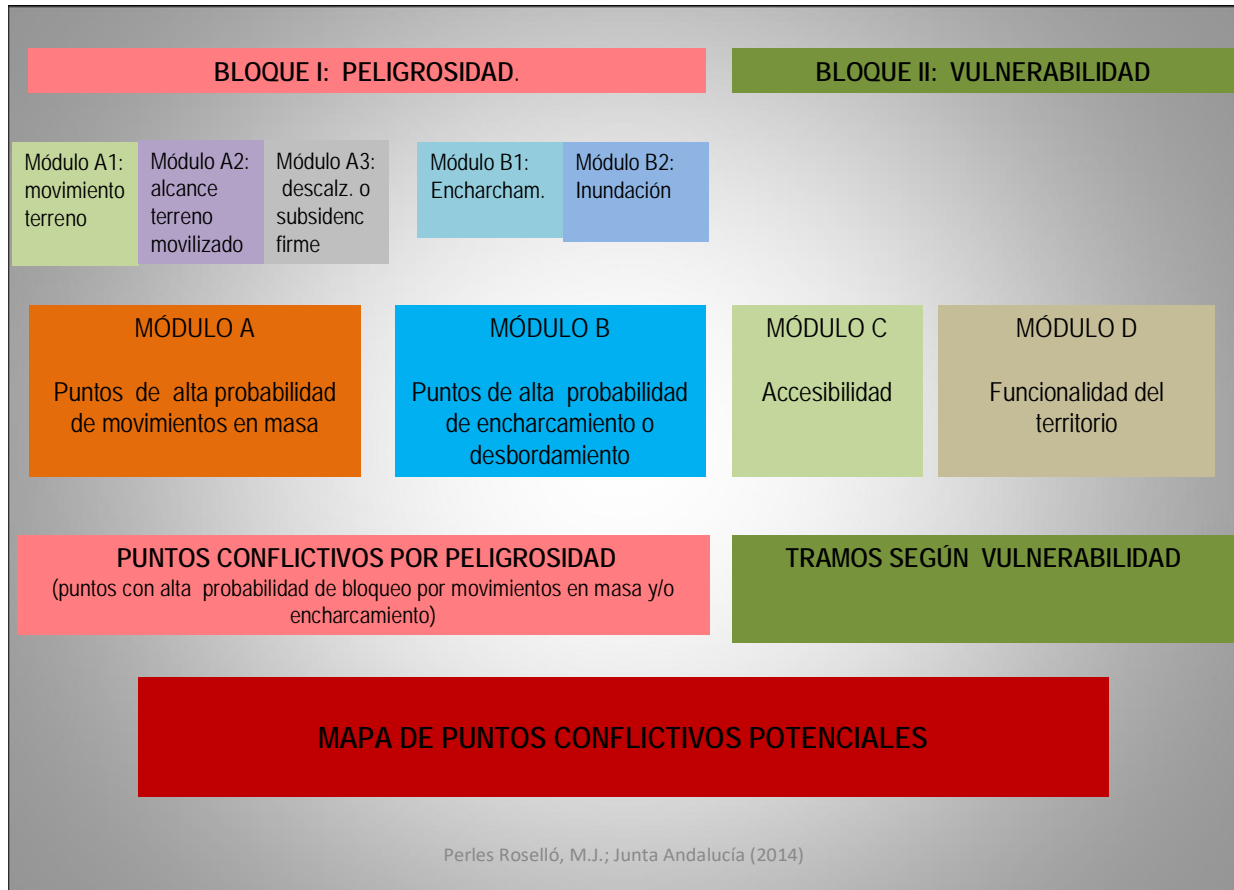 BLOQUE I: PELIGROSIDAD.
BLOQUE II: VULNERABILIDAD
Módulo A1:
movimiento
terreno
Módulo A2:
alcance
terreno
movilizado
Módulo A3:
descalz. o
subsidenc
firme
Módulo B1:
Encharcham.
Módulo B2:
Inundación
MÓDULO A
Puntos de alta probabilidad
de movimientos en masa
MÓDULO B
Puntos de alta probabilidad
de encharcamiento o
desbordamiento
MÓDULO C
Accesibilidad
MÓDULO D
Funcionalidad del
territorio
PUNTOS CONFLICTIVOS POR PELIGROSIDAD
(puntos con alta probabilidad de bloqueo por movimientos en masa y/o
encharcamiento)
TRAMOS SEGÚN VULNERABILIDAD
MAPA DE PUNTOS CONFLICTIVOS POTENCIALES
Perles Roselló, M.J.; Junta Andalucía (2014)